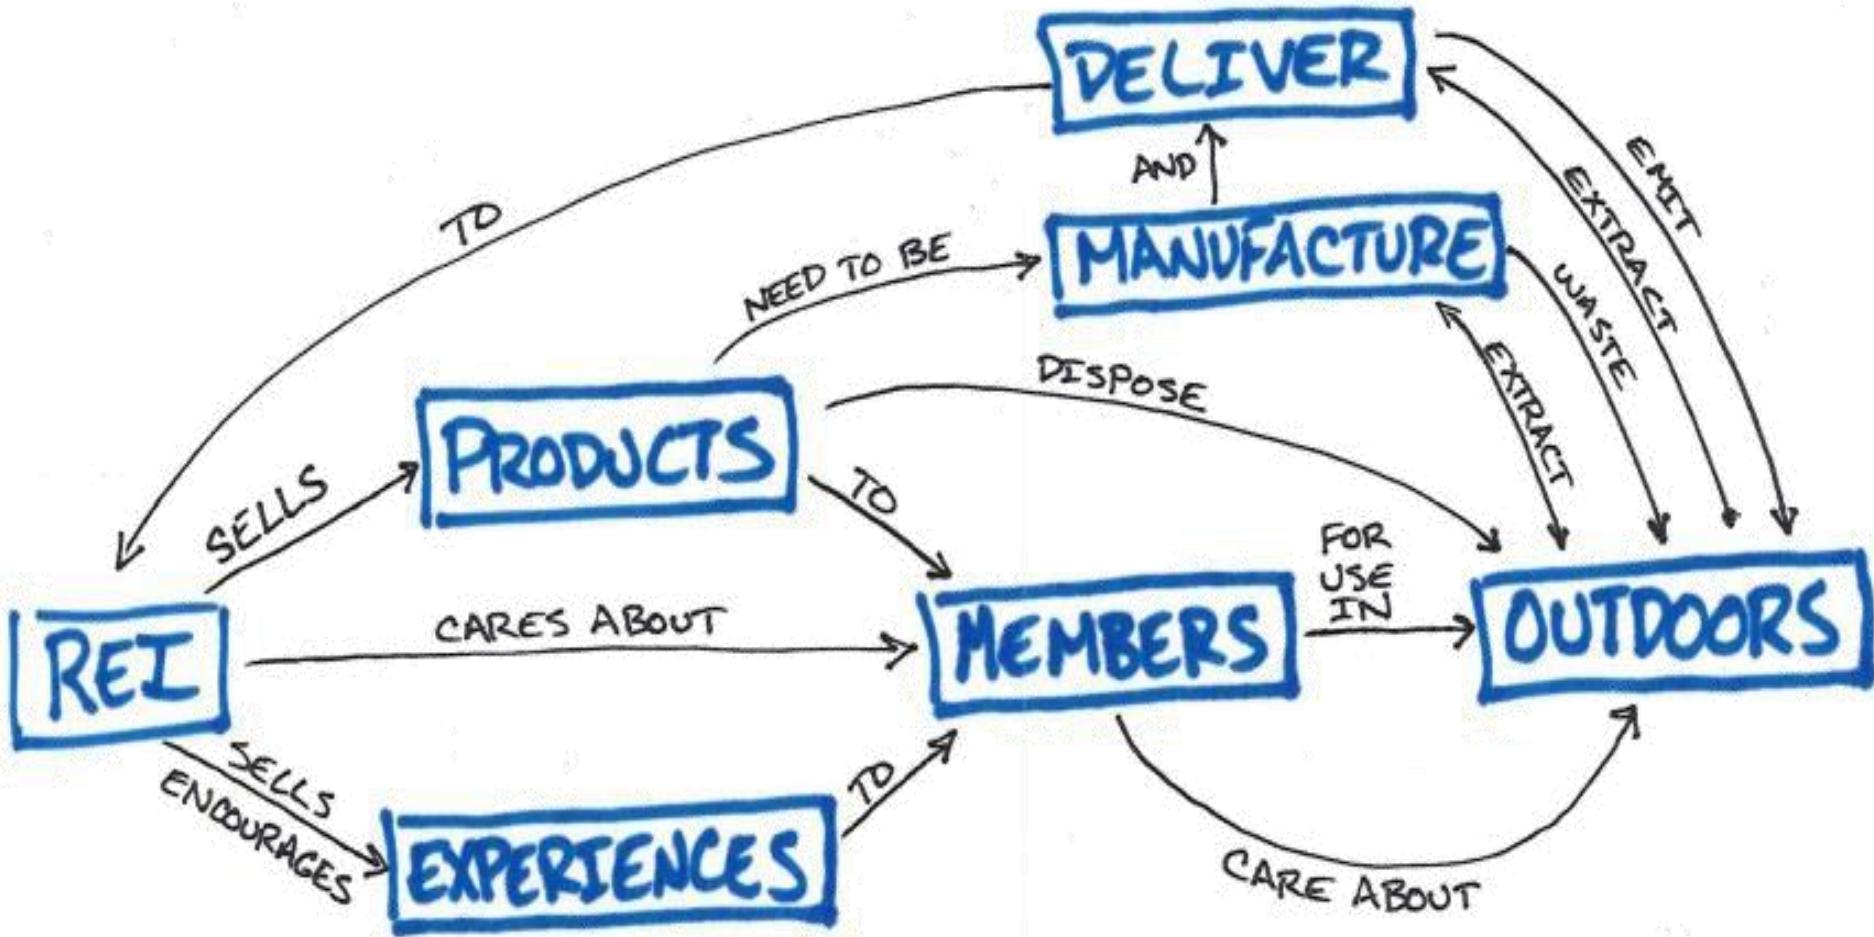 DELIVER
EMIT
EXTRACT
AND
TO
MANUFACTURE
NEED TO BE
WASTE
EXTRACT
DISPOSE
PRODUCTS
TO
SELLS
FOR
USE
IN
REI
CARES ABOUT
MEMBERS
OUTDOORS
SELLS
ENCOURAGES
TO
EXPERIENCES
CARE ABOUT